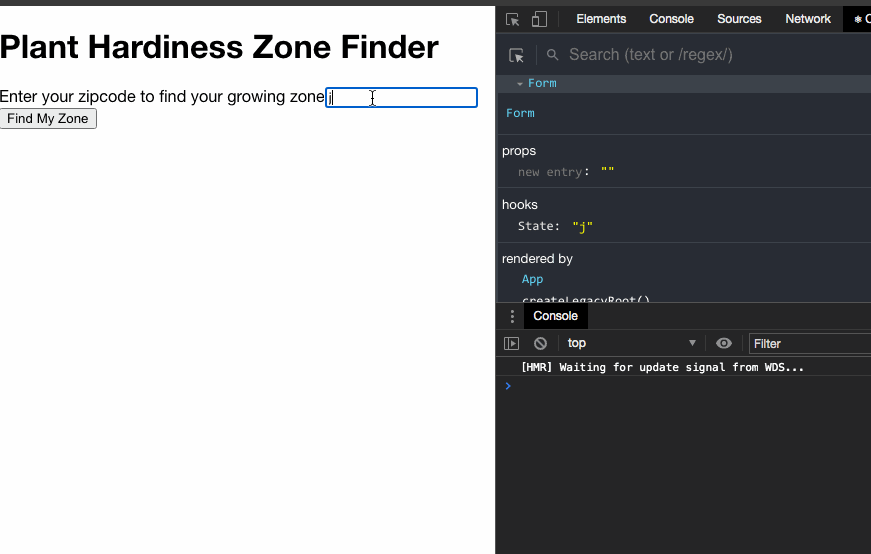 Plant Hardiness Zone Finder
Enter your zipcode to find your growing zone j
Find My Zone
Elements Console Sources Network
Search (text or /regex/)
Form
Form
props
new entry: ""
hooks
State: "j"
rendered by
App
createLegacyRoot()
Console
top
Filter
[HMR] Waiting for update signal from WDS...